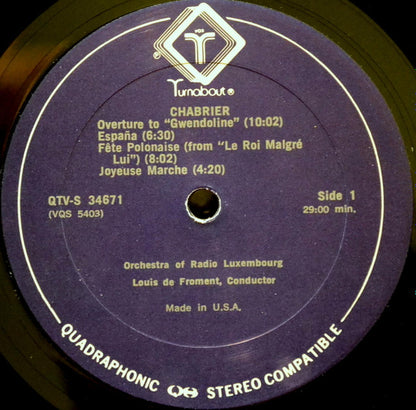 VQS
Turnabout ®
CHABRIER
Overture to "Gwendoline" (10:02)
España (6:30)
Fête Polonaise (from "Le Roi Malgré
Lui") (8:02)
Joyeuse Marche (4:20)
QTV-S 34671
(VQS 5403)
Side 1
29:00 min.
Orchestra of Radio Luxembourg
Louis de Froment, Conductor
Made in U.S.A.
QUADRAPHONIC QS STEREO COMPATIBLE